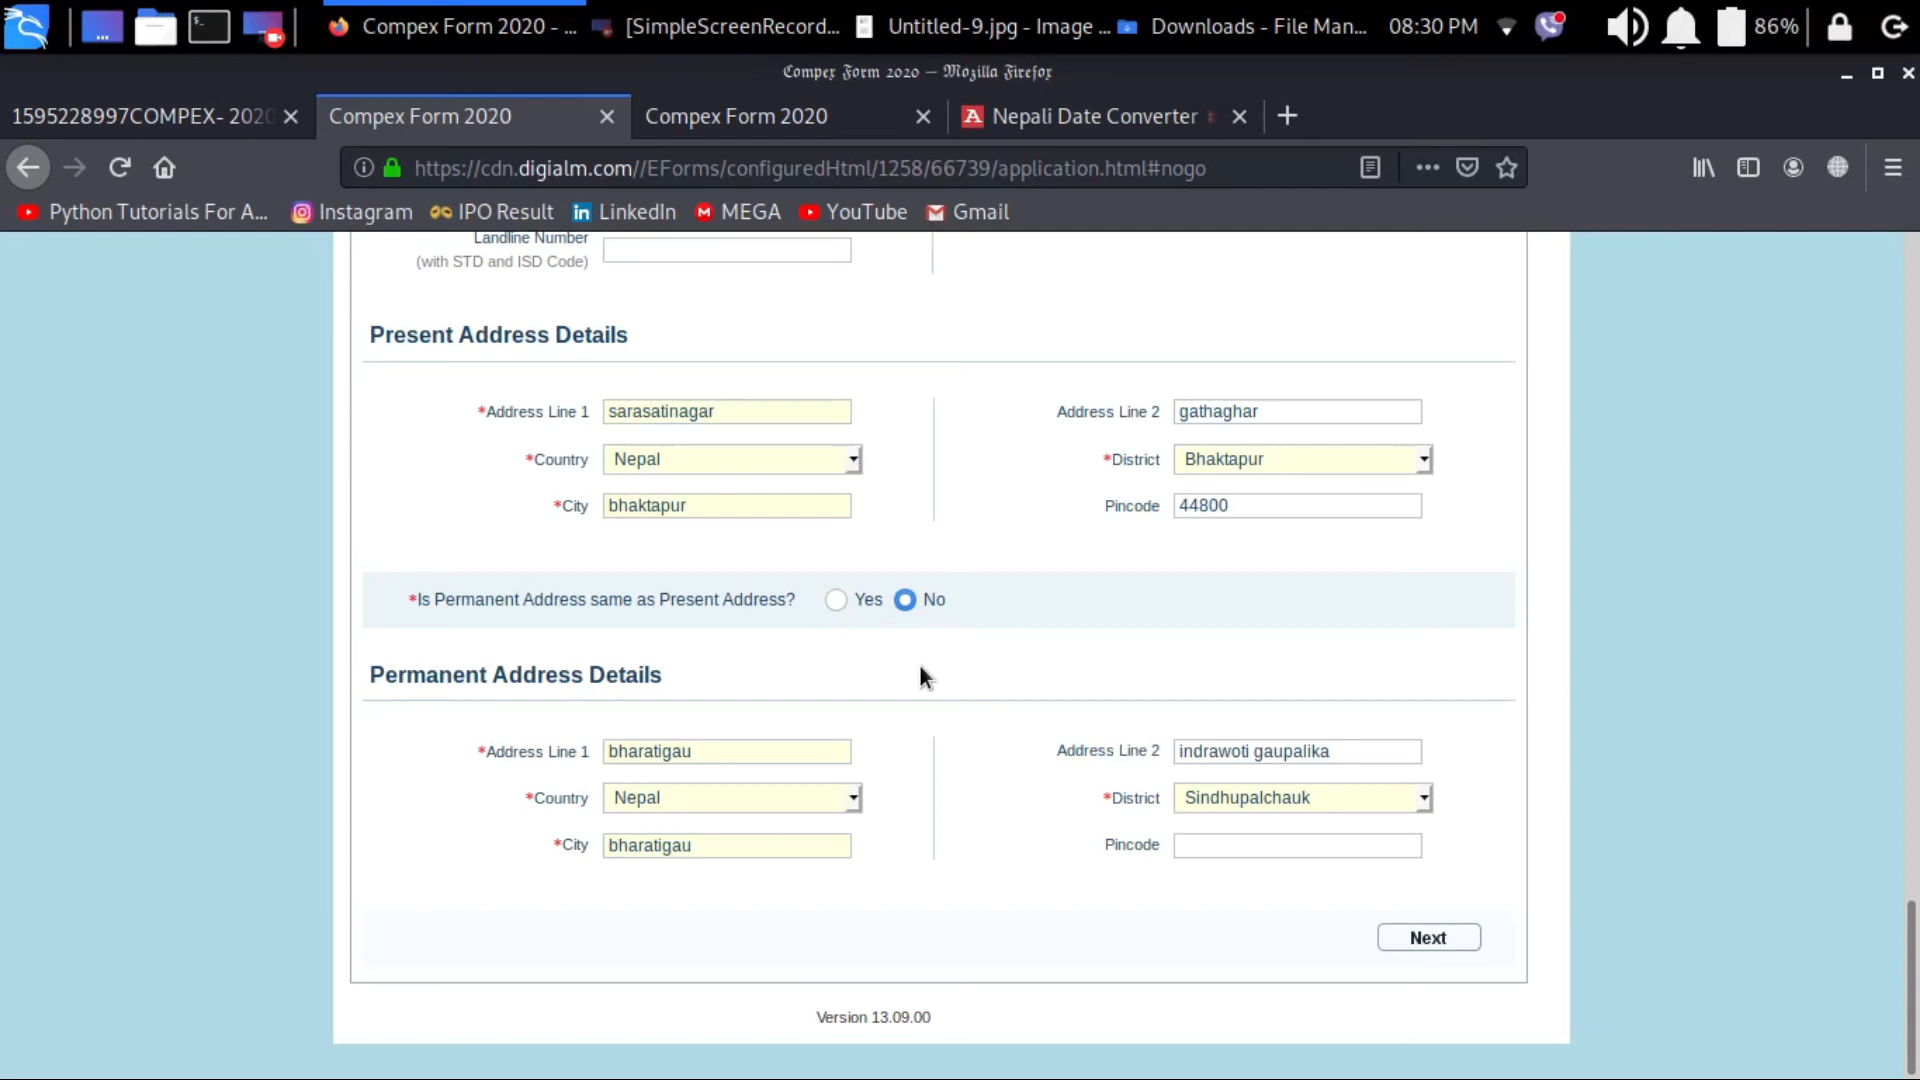 Compex Form 2020 - ...
[SimpleScreenRecord...
Untitled-9.jpg - Image ...
Downloads - File Man...
08:30 PM
86%
Compex Form 2020 — Mozilla Firefox
1595228997COMPEX- 2020
Compex Form 2020
Compex Form 2020
Nepali Date Converter
https://cdn.digialm.com//EForms/configuredHtml/1258/66739/application.html#nogo
Python Tutorials For A...
Instagram
IPO Result
LinkedIn
MEGA
YouTube
Gmail
Landline Number
(with STD and ISD Code)
Present Address Details
*Address Line 1 sarasatinagar
Address Line 2 gathaghar
*Country Nepal
*District Bhaktapur
*City bhaktapur
Pincode 44800
*Is Permanent Address same as Present Address? Yes No
Permanent Address Details
*Address Line 1 bharatigau
Address Line 2 indrawoti gaupalika
*Country Nepal
*District Sindhupalchauk
*City bharatigau
Pincode
Next
Version 13.09.00